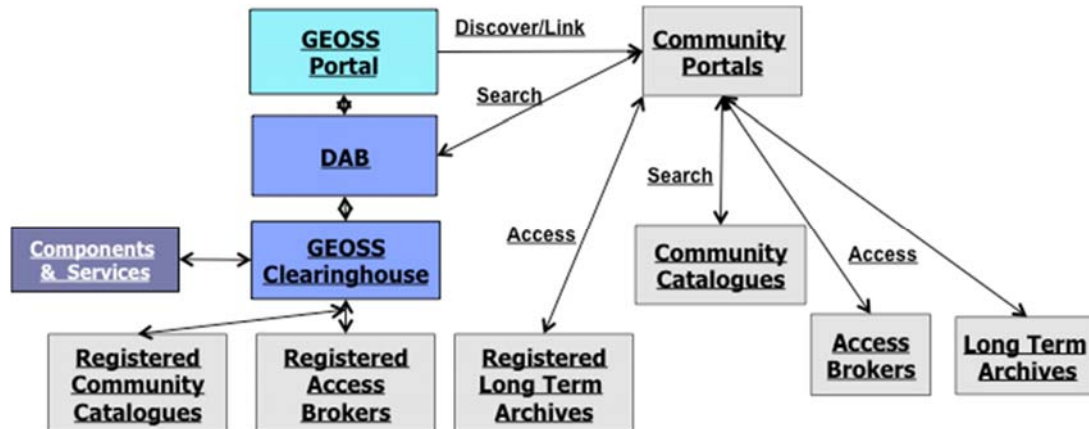 GEOSS
Portal
Discover/Link
Community
Portals
Search
DAB
Search
Components
& Services
GEOSS
Clearinghouse
Access
Community
Catalogues
Access
Registered
Community
Catalogues
Registered
Access
Brokers
Registered
Long Term
Archives
Access
Brokers
Long Term
Archives